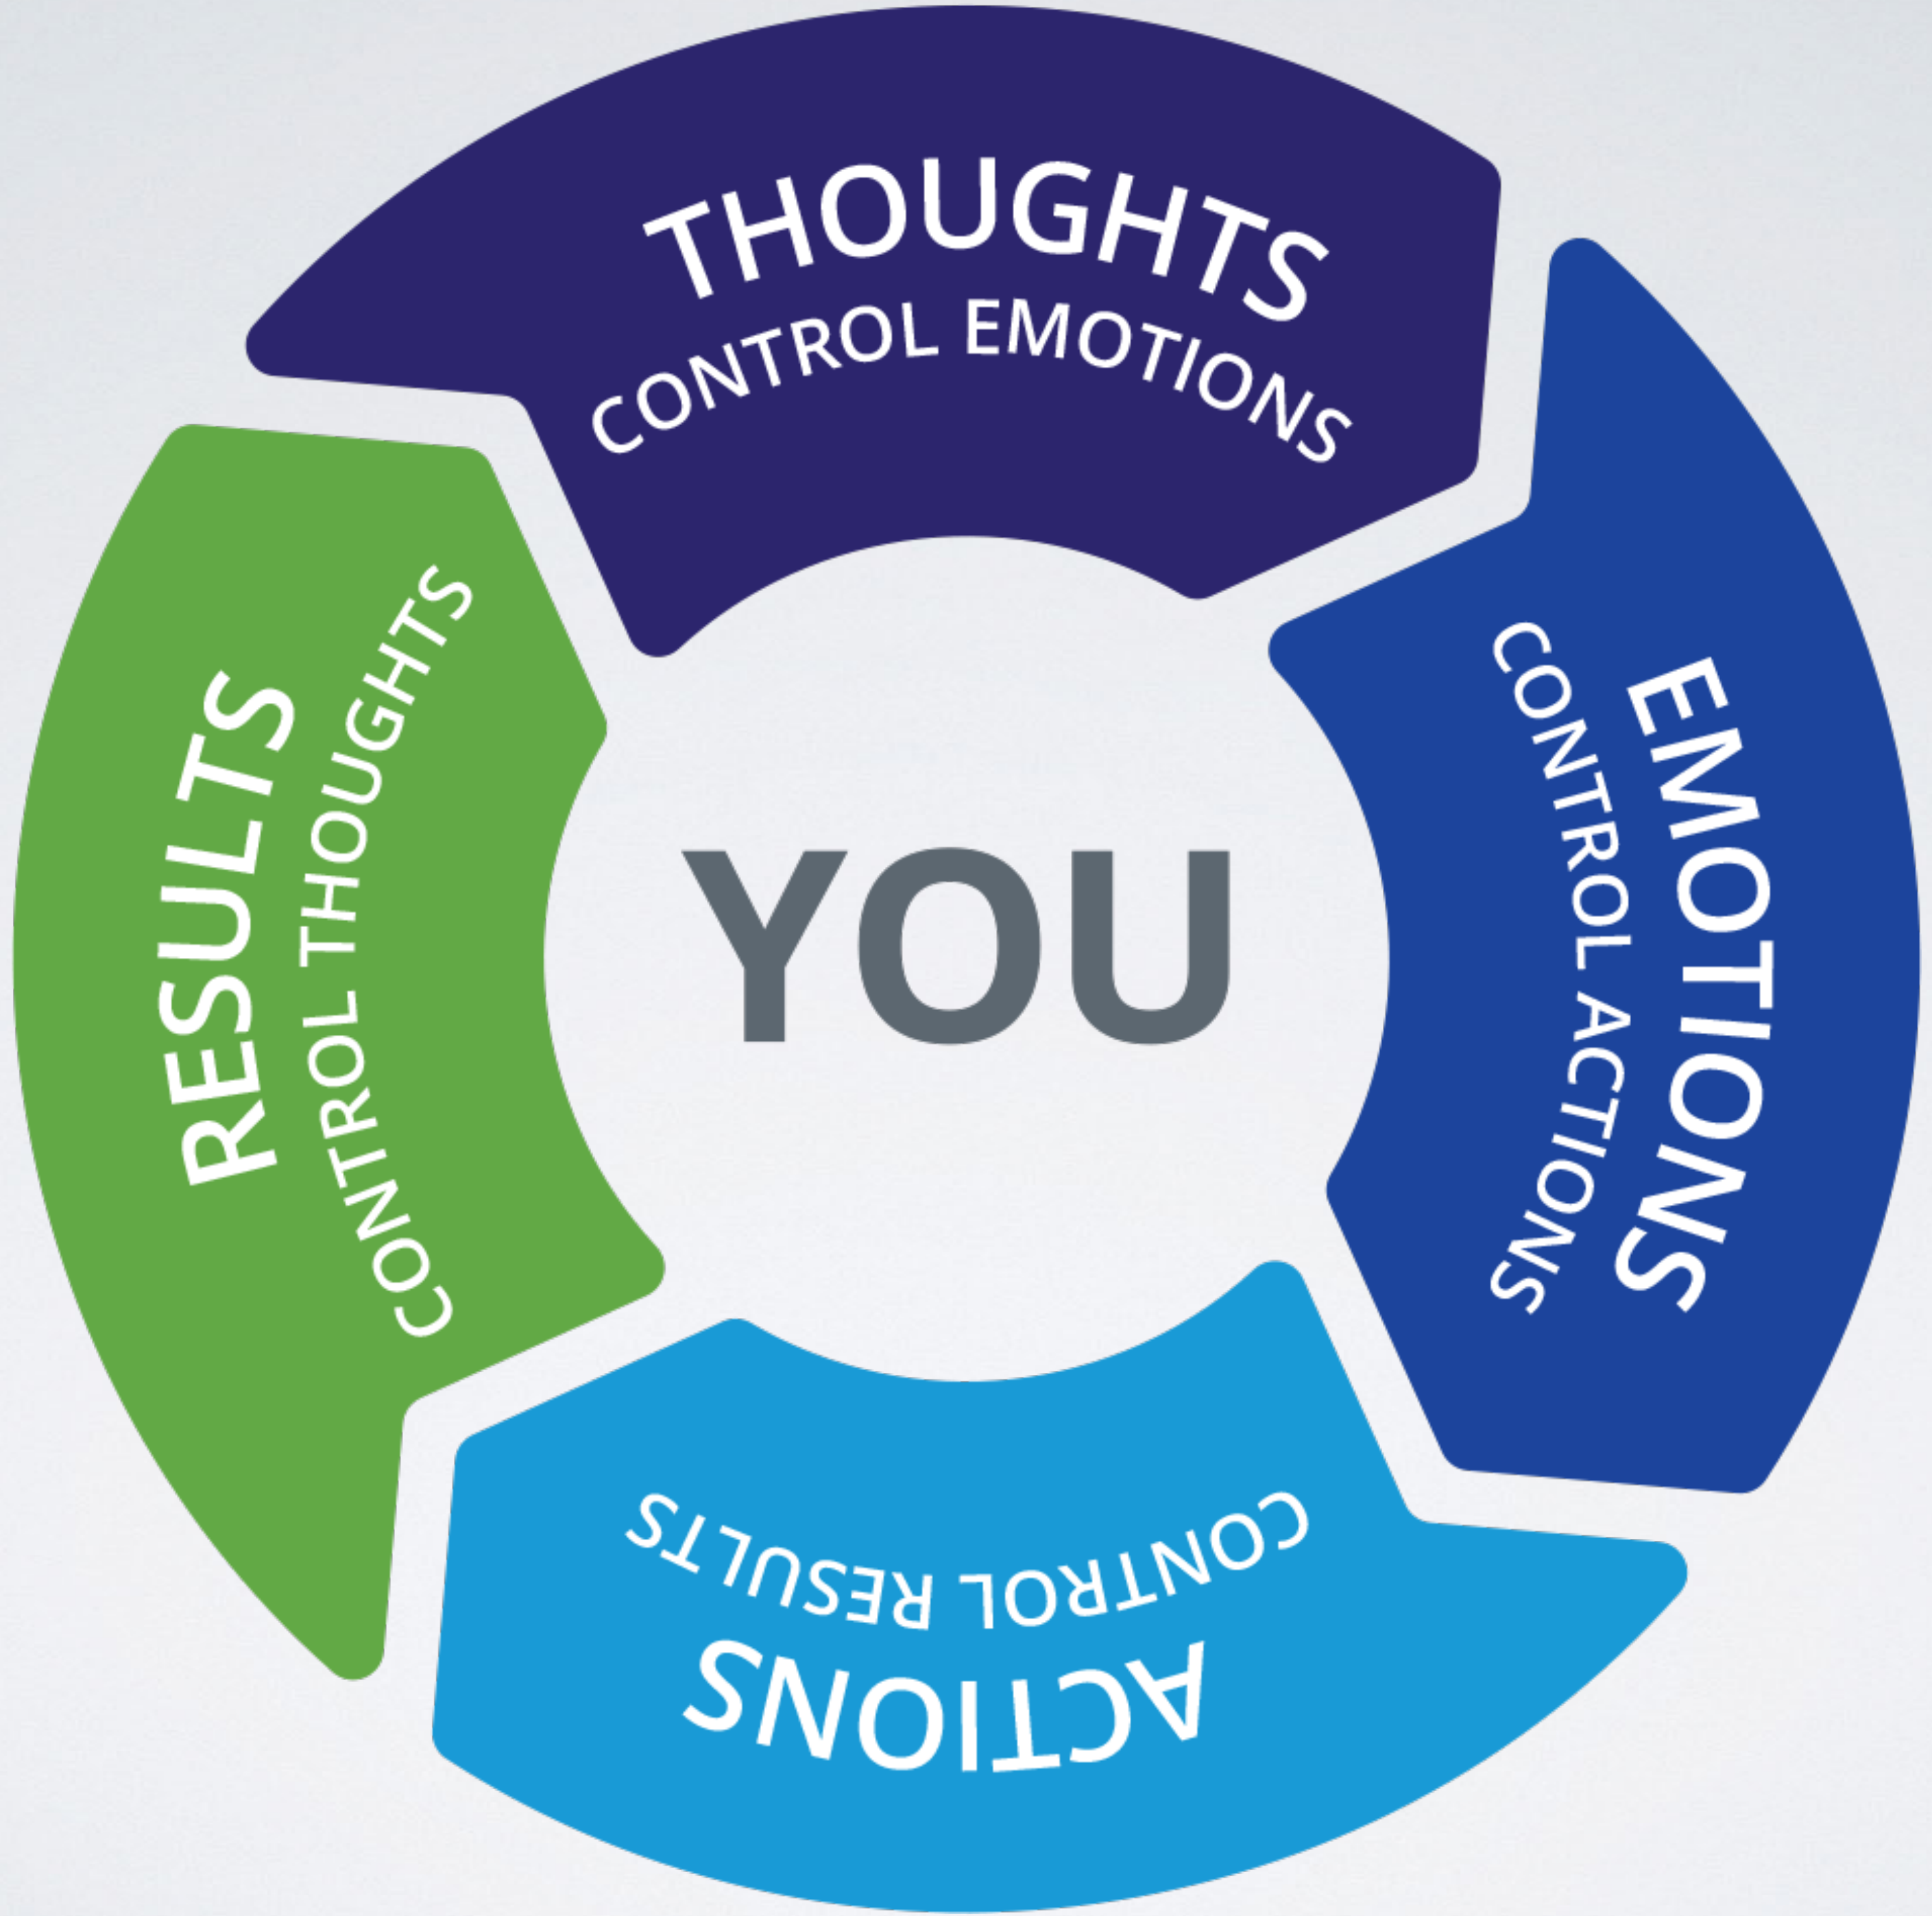 THOUGHTS
CONTROL EMOTIONS
EMOTIONS
CONTROL ACTIONS
ACTIONS
CONTROL RESULTS
RESULTS
CONTROL THOUGHTS
YOU